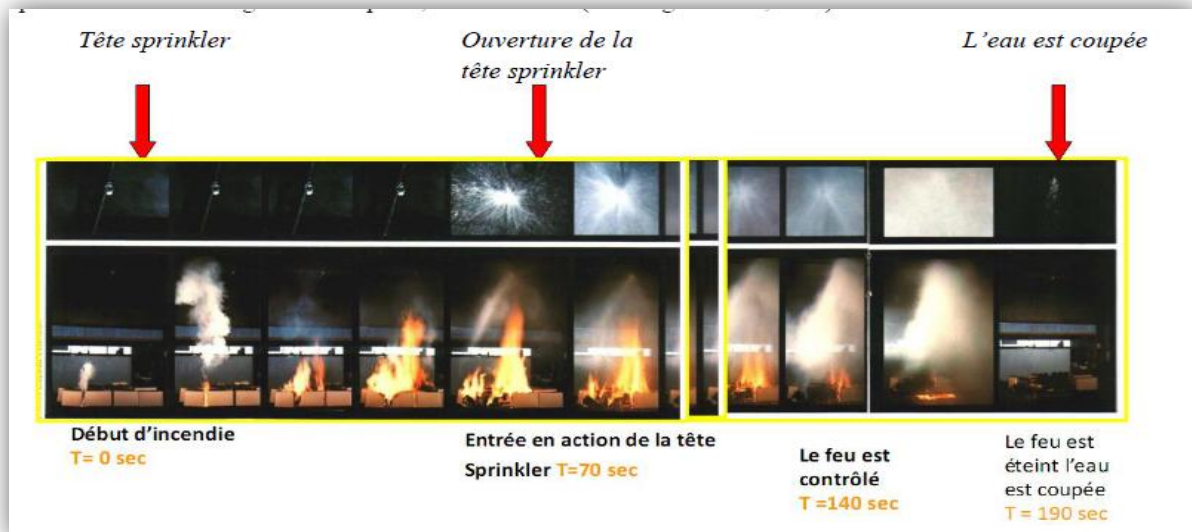 Tête sprinkler
Ouverture de la
tête sprinkler
L'eau est coupée
Début d'incendie
T= 0 sec
Entrée en action de la tête
Sprinkler T=70 sec
Le feu est
contrôlé
T =140 sec
Le feu est
éteint l'eau
est coupée
T = 190 sec